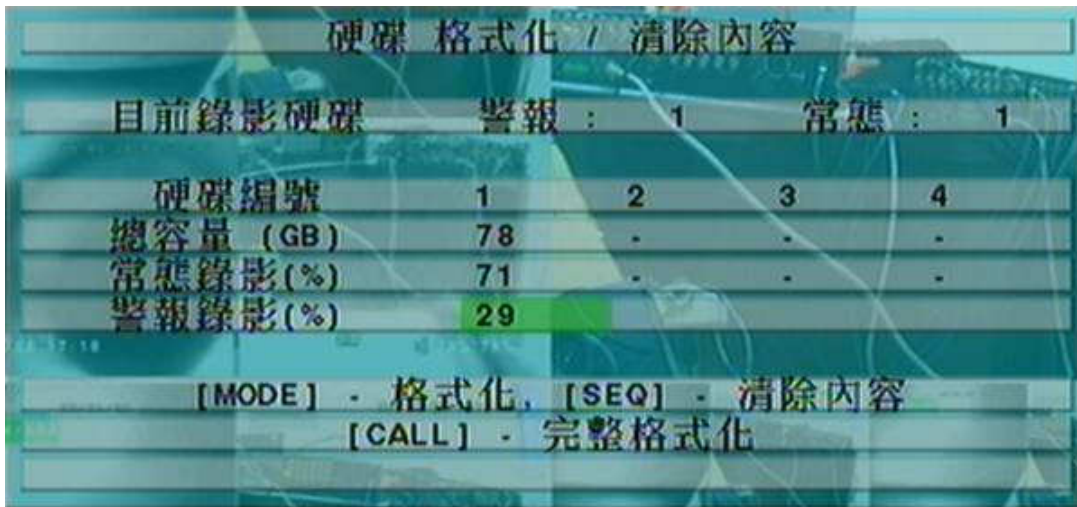 硬碟 格式化 / 清除內容
目前錄影硬碟 警報 : 1 常態 : 1
硬碟編號 1 2 3 4
總容量 (GB) 78 - - -
常態錄影(%) 71 - - -
警報錄影(%) 29
[MODE] - 格式化, [SEQ] - 清除內容
[CALL] - 完整格式化